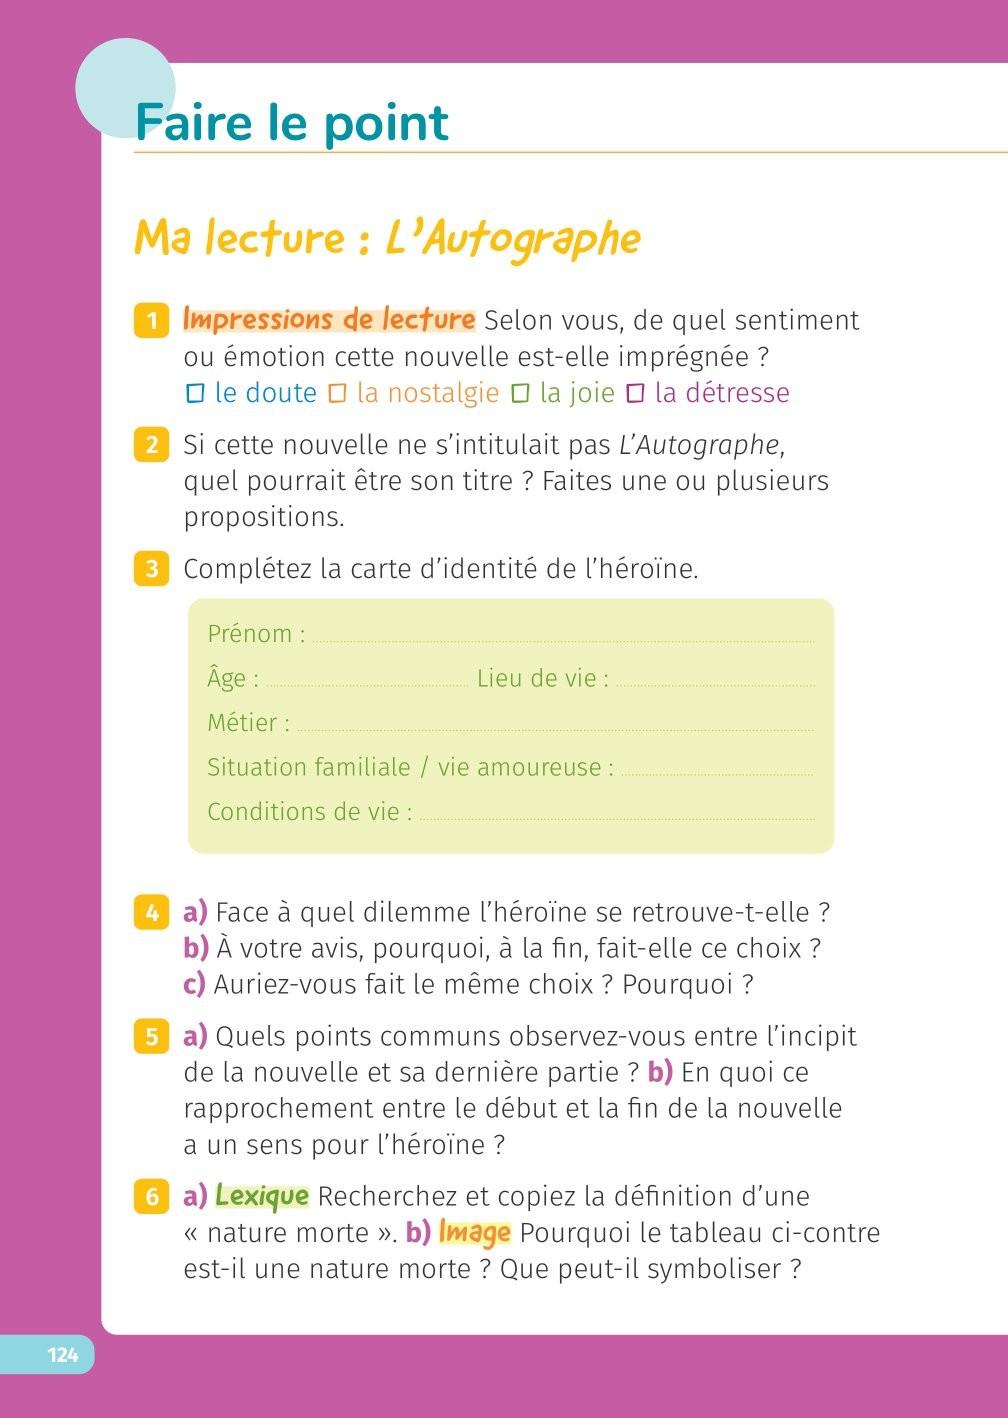 Faire le point
Ma lecture : L'Autographe
1 Impressions de lecture Selon vous, de quel sentiment
ou émotion cette nouvelle est-elle imprégnée ?
☐ le doute ☐ la nostalgie ☐ la joie ☐ la détresse
2 Si cette nouvelle ne s'intitulait pas L'Autographe,
quel pourrait être son titre ? Faites une ou plusieurs
propositions.
3 Complétez la carte d'identité de l'héroïne.
Prénom :
Âge : Lieu de vie :
Métier :
Situation familiale / vie amoureuse :
Conditions de vie :
4 a) Face à quel dilemme l'héroïne se retrouve-t-elle ?
b) À votre avis, pourquoi, à la fin, fait-elle ce choix ?
c) Auriez-vous fait le même choix ? Pourquoi ?
5 a) Quels points communs observez-vous entre l'incipit
de la nouvelle et sa dernière partie ? b) En quoi ce
rapprochement entre le début et la fin de la nouvelle
a un sens pour l'héroïne ?
6 a) Lexique Recherchez et copiez la définition d'une
« nature morte ». b) Image Pourquoi le tableau ci-contre
est-il une nature morte ? Que peut-il symboliser ?
124